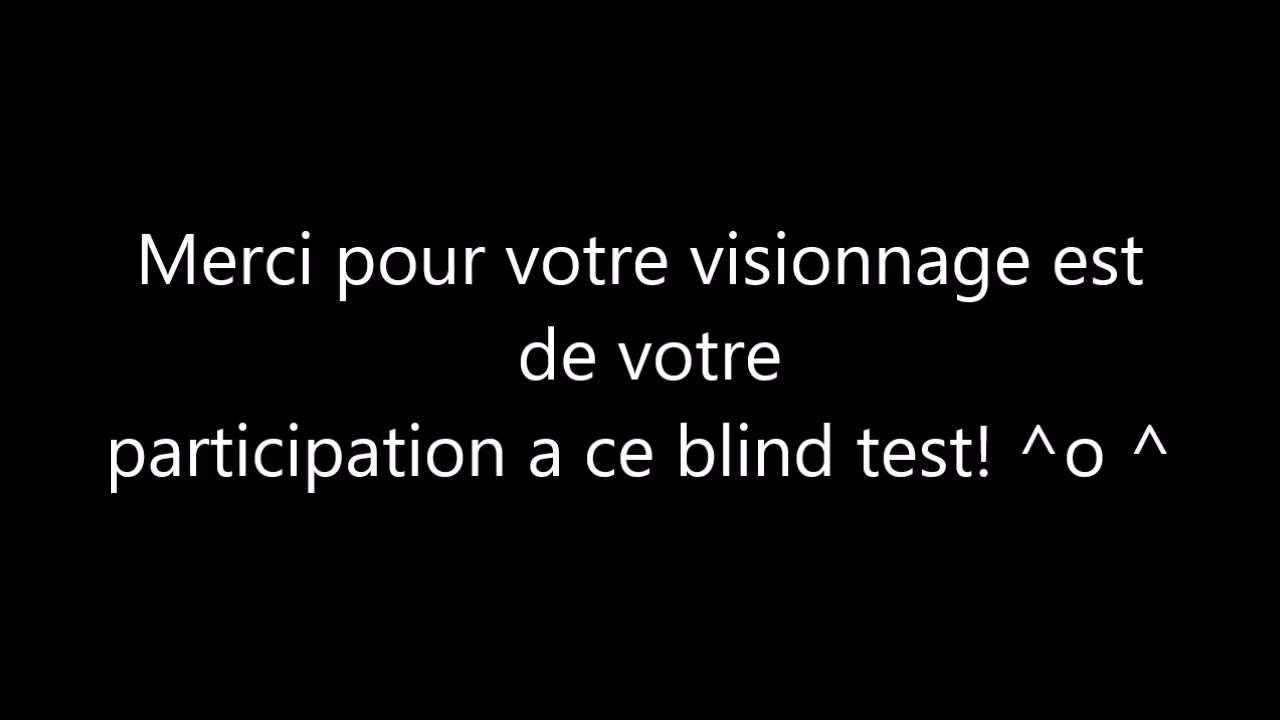 Merci pour votre visionnage est
de votre
participation a ce blind test! ^o ^